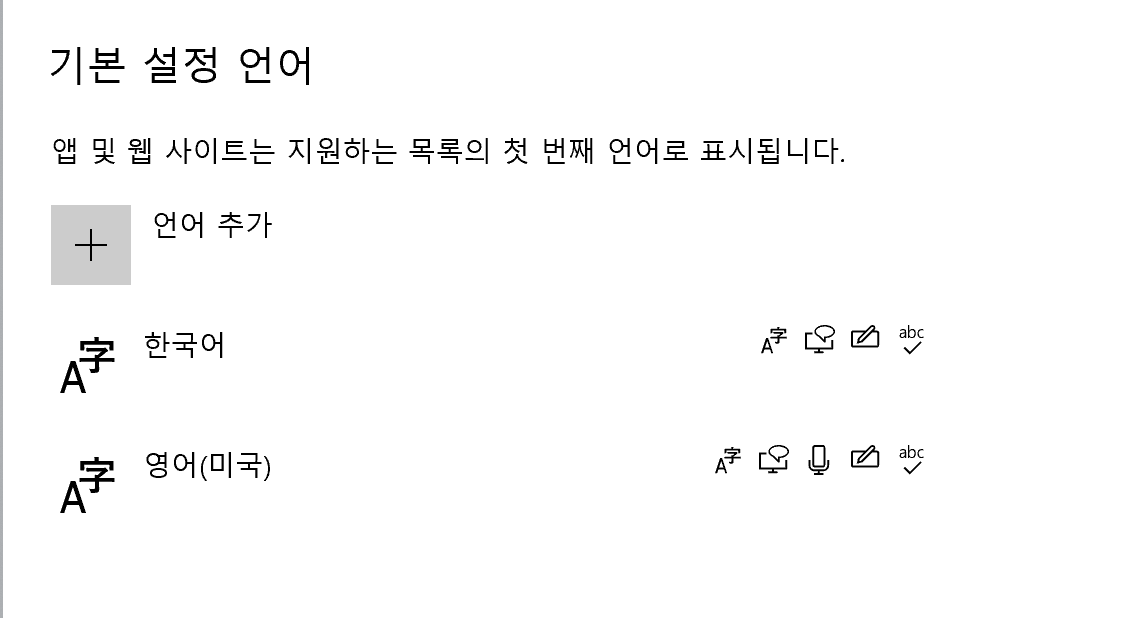 기본 설정 언어
앱 및 웹 사이트는 지원하는 목록의 첫 번째 언어로 표시됩니다.
언어 추가
A字 한국어 A字 abc
A字 영어(미국) A字 abc